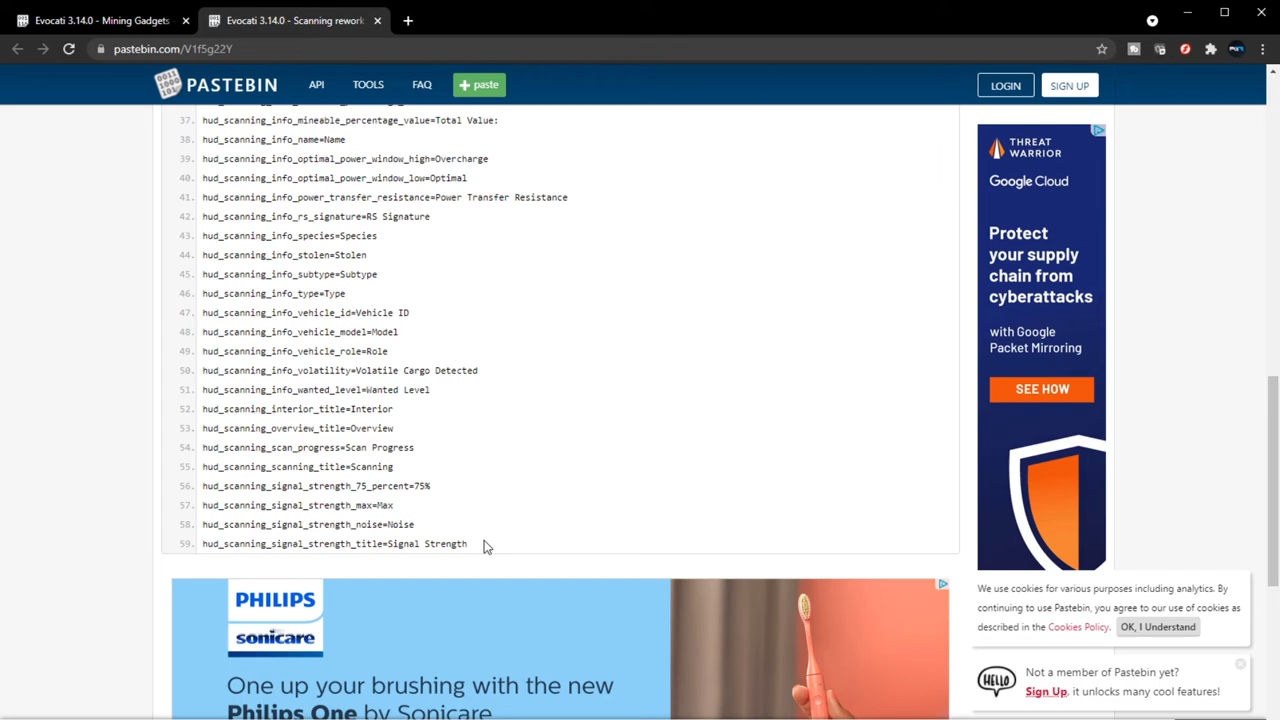 Evocati 3.14.0 - Mining Gadgets
Evocati 3.14.0 - Scanning rework
pastebin.com/V1f5g22Y
PASTEBIN
API
TOOLS
FAQ
+ paste
LOGIN
SIGN UP
37. hud_scanning_info_mineable_percentage_value=Total Value:
38. hud_scanning_info_name=Name
39. hud_scanning_info_optimal_power_window_high=Overcharge
40. hud_scanning_info_optimal_power_window_low=Optimal
41. hud_scanning_info_power_transfer_resistance=Power Transfer Resistance
42. hud_scanning_info_rs_signature=RS Signature
43. hud_scanning_info_species=Species
44. hud_scanning_info_stolen=Stolen
45. hud_scanning_info_subtype=Subtype
46. hud_scanning_info_type=Type
47. hud_scanning_info_vehicle_id=Vehicle ID
48. hud_scanning_info_vehicle_model=Model
49. hud_scanning_info_vehicle_role=Role
50. hud_scanning_info_volatility=Volatile Cargo Detected
51. hud_scanning_info_wanted_level=Wanted Level
52. hud_scanning_interior_title=Interior
53. hud_scanning_overview_title=Overview
54. hud_scanning_scan_progress=Scan Progress
55. hud_scanning_scanning_title=Scanning
56. hud_scanning_signal_strength_75_percent=75%
57. hud_scanning_signal_strength_max=Max
58. hud_scanning_signal_strength_noise=Noise
59. hud_scanning_signal_strength_title=Signal Strength
THREAT
WARRIOR
Google Cloud
Protect
your supply
chain from
cyberattacks
with Google
Packet Mirroring
SEE HOW
We use cookies for various purposes including analytics. By
continuing to use Pastebin, you agree to our use of cookies as
described in the Cookies Policy. OK, I Understand
HELLO
Not a member of Pastebin yet?
Sign Up, it unlocks many cool features!
PHILIPS
sonicare
One up your brushing with the new
Philips One by Sonicare